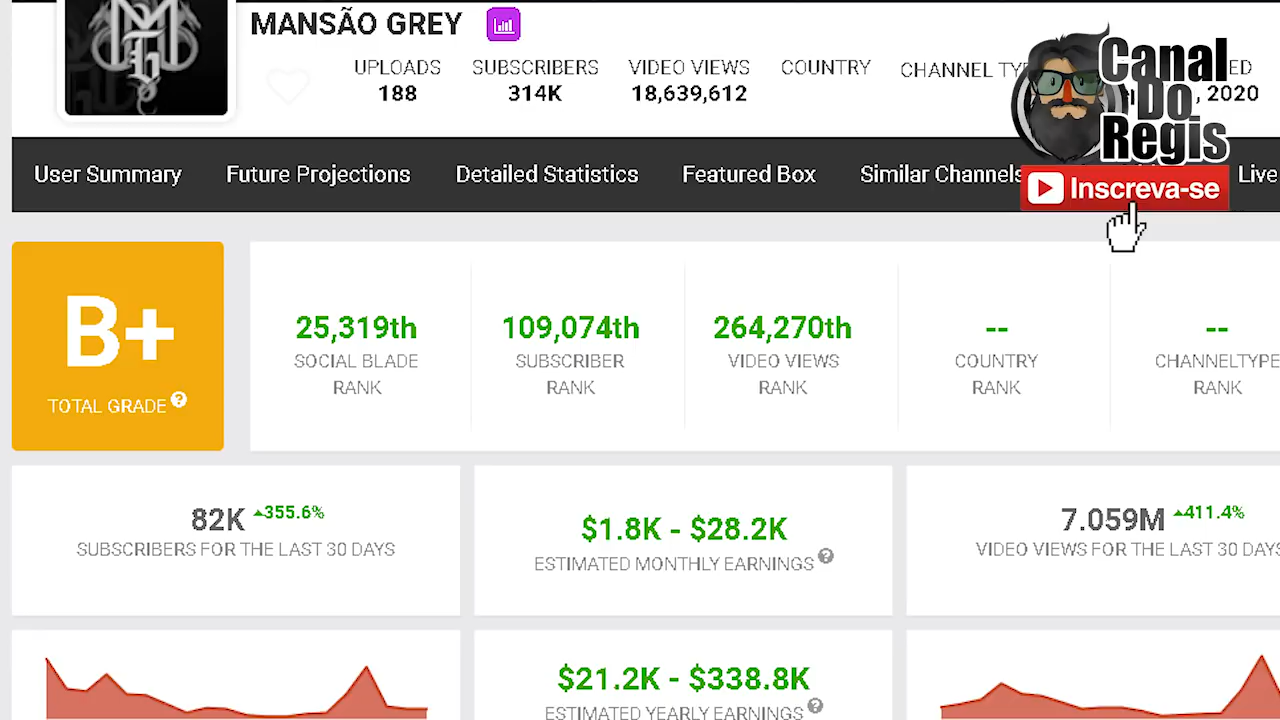 MANSÃO GREY
UPLOADS SUBSCRIBERS VIDEO VIEWS COUNTRY CHANNEL
188 314K 18,639,612 2020
Canal
Do
Regis
Inscreva-se
User Summary Future Projections Detailed Statistics Featured Box Similar Channels Live
B+
TOTAL GRADE ?
25,319th 109,074th 264,270th -- --
SOCIAL BLADE SUBSCRIBER VIDEO VIEWS COUNTRY CHANNELTYPE
RANK RANK RANK RANK RANK
82K 355.6%
SUBSCRIBERS FOR THE LAST 30 DAYS
$1.8K - $28.2K
ESTIMATED MONTHLY EARNINGS ?
7.059M 411.4%
VIDEO VIEWS FOR THE LAST 30 DAYS
$21.2K - $338.8K
ESTIMATED YEARLY EARNINGS ?